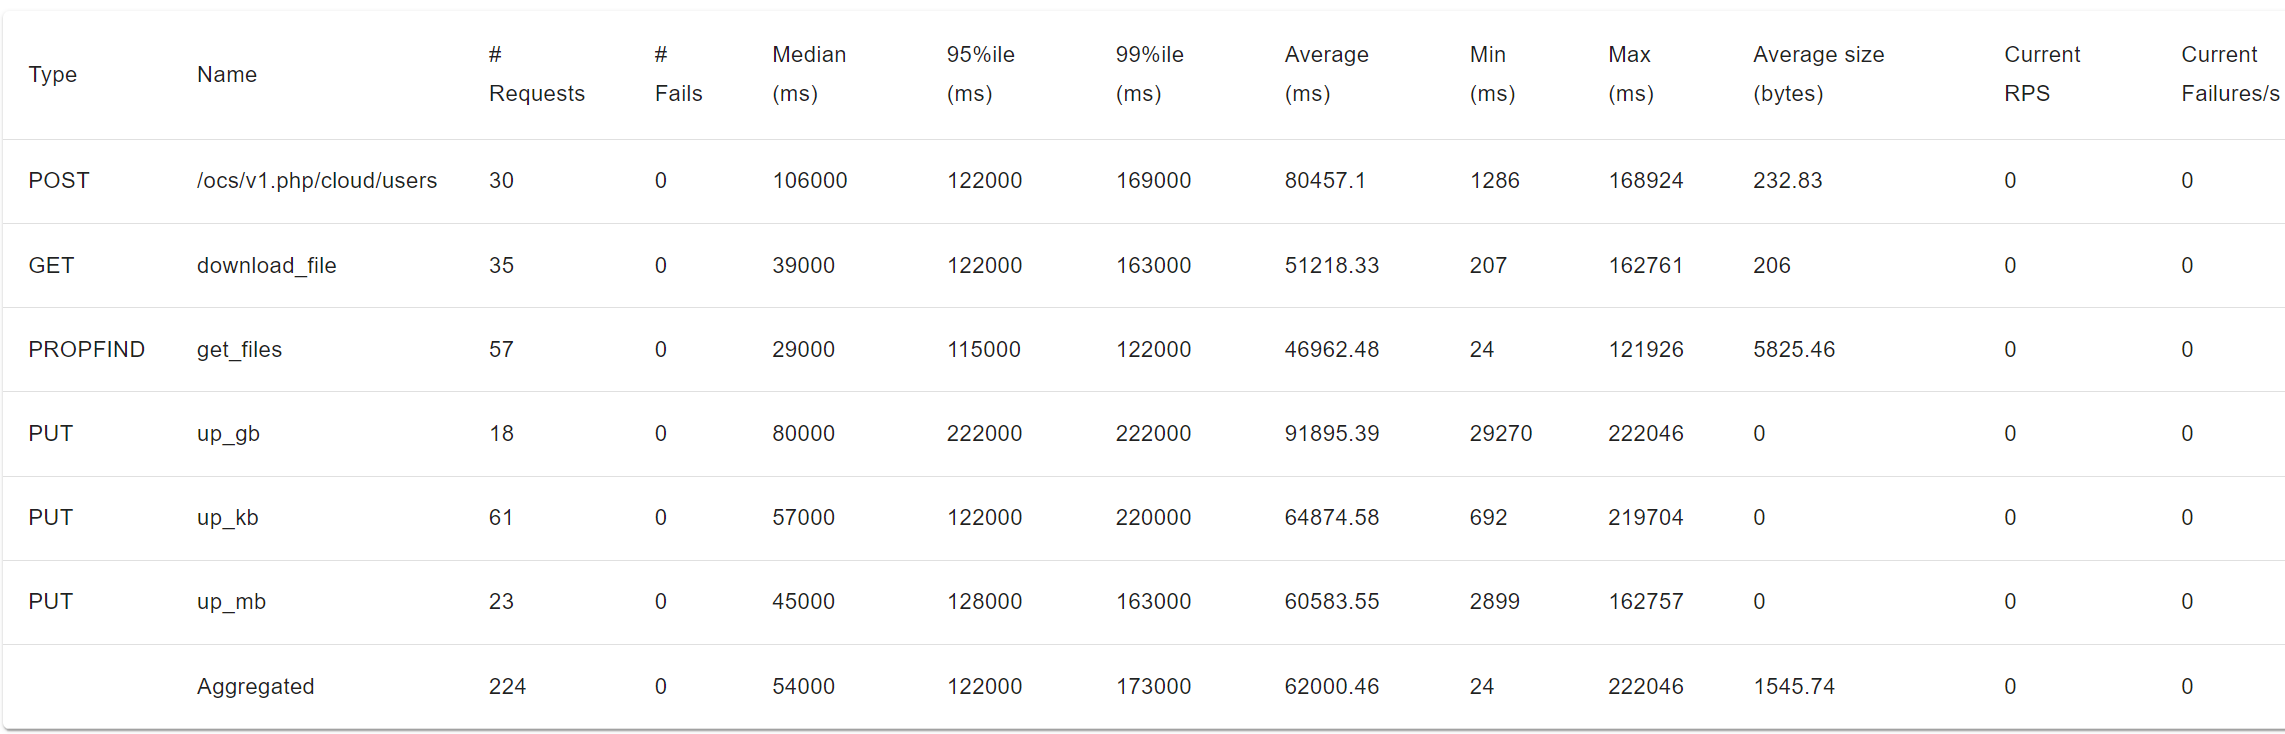 Type Name # Requests # Fails Median (ms) 95%ile (ms) 99%ile (ms) Average (ms) Min (ms) Max (ms) Average size (bytes) Current RPS Current Failures/s
POST /ocs/v1.php/cloud/users 30 0 106000 122000 169000 80457.1 1286 168924 232.83 0 0
GET download_file 35 0 39000 122000 163000 51218.33 207 162761 206 0 0
PROPFIND get_files 57 0 29000 115000 122000 46962.48 24 121926 5825.46 0 0
PUT up_gb 18 0 80000 222000 222000 91895.39 29270 222046 0 0 0
PUT up_kb 61 0 57000 122000 220000 64874.58 692 219704 0 0 0
PUT up_mb 23 0 45000 128000 163000 60583.55 2899 162757 0 0 0
Aggregated 224 0 54000 122000 173000 62000.46 24 222046 1545.74 0 0